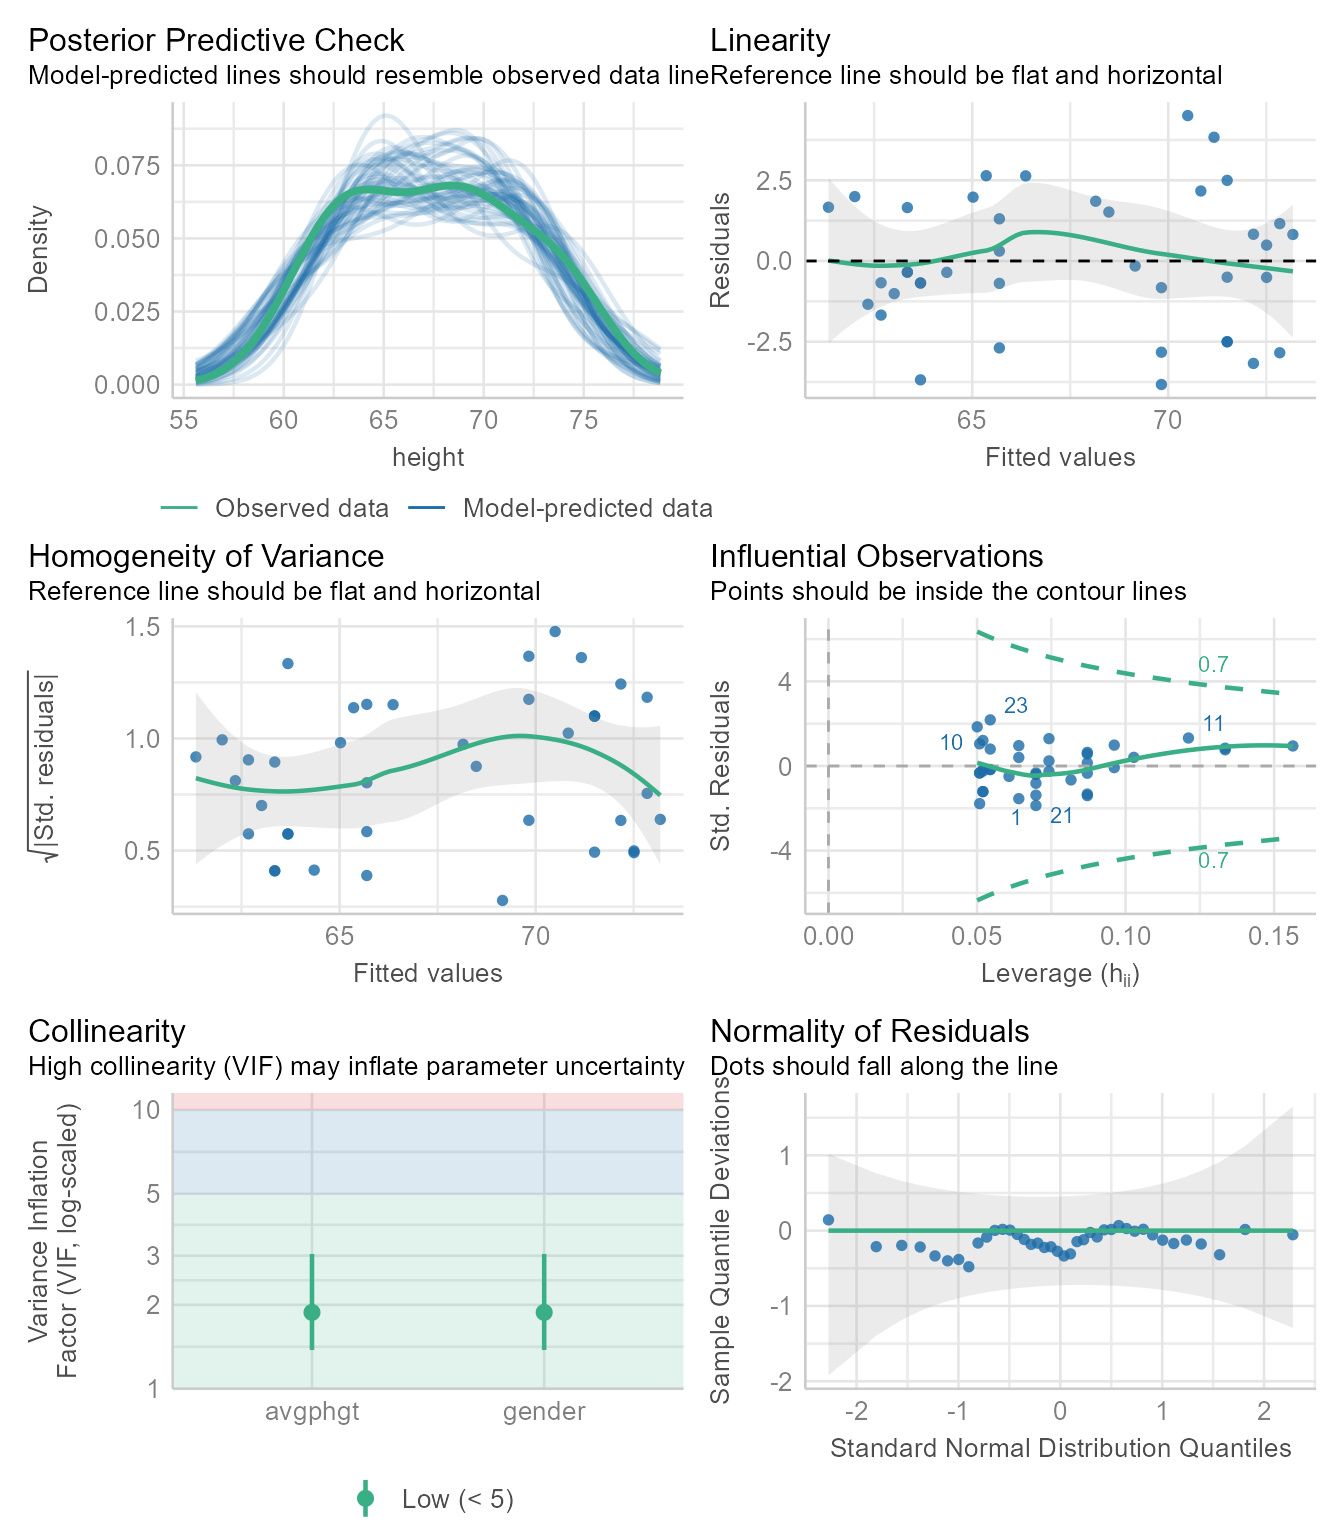 Posterior Predictive Check
Model-predicted lines should resemble observed data line
Density
0.075
0.050
0.025
0.000
55 60 65 70 75
height
Observed data Model-predicted data
Linearity
Reference line should be flat and horizontal
Residuals
2.5
0.0
-2.5
65 70
Fitted values
Homogeneity of Variance
Reference line should be flat and horizontal
√|Std. residuals|
1.5
1.0
0.5
65 70
Fitted values
Influential Observations
Points should be inside the contour lines
Std. Residuals
4
0
-4
0.7
23
11
10
1
21
0.7
0.00 0.05 0.10 0.15
Leverage (hii)
Collinearity
High collinearity (VIF) may inflate parameter uncertainty
Variance Inflation
Factor (VIF, log-scaled)
10
5
3
2
1
avgphgt gender
Low (< 5)
Normality of Residuals
Dots should fall along the line
Sample Quantile Deviations
1
0
-1
-2
-2 -1 0 1 2
Standard Normal Distribution Quantiles